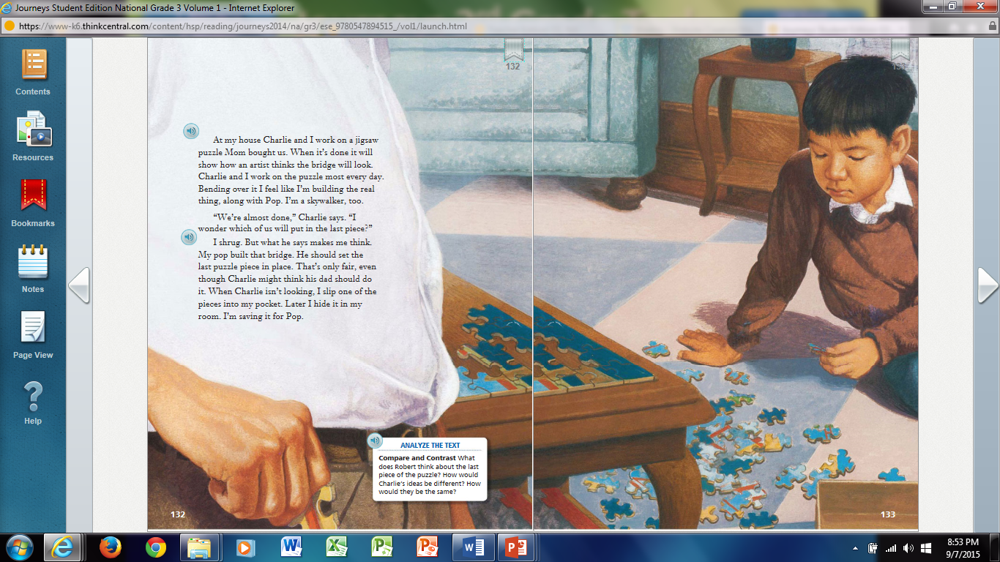 Journeys Student Edition National Grade 3 Volume 1 - Internet Explorer
https://www-k6.thinkcentral.com/content/hsp/reading/journeys2014/na/gr3/ese_9780547894515_/vol1/launch.html
Contents
Resources
Bookmarks
Notes
Page View
Help
132
133
At my house Charlie and I work on a jigsaw
puzzle Mom bought us. When it's done it will
show how an artist thinks the bridge will look.
Charlie and I work on the puzzle most every day.
Bending over it I feel like I'm building the real
thing, along with Pop. I'm a skywalker, too.
"We're almost done," Charlie says. "I
wonder which of us will put in the last piece?"
I shrug. But what he says makes me think.
My pop built that bridge. He should set the
last puzzle piece in place. That's only fair, even
though Charlie might think his dad should do
it. When Charlie isn't looking, I slip one of the
pieces into my pocket. Later I hide it in my
room. I'm saving it for Pop.
ANALYZE THE TEXT
Compare and Contrast What
does Robert think about the last
piece of the puzzle? How would
Charlie's ideas be different? How
would they be the same?
132
133
8:53 PM
9/7/2015